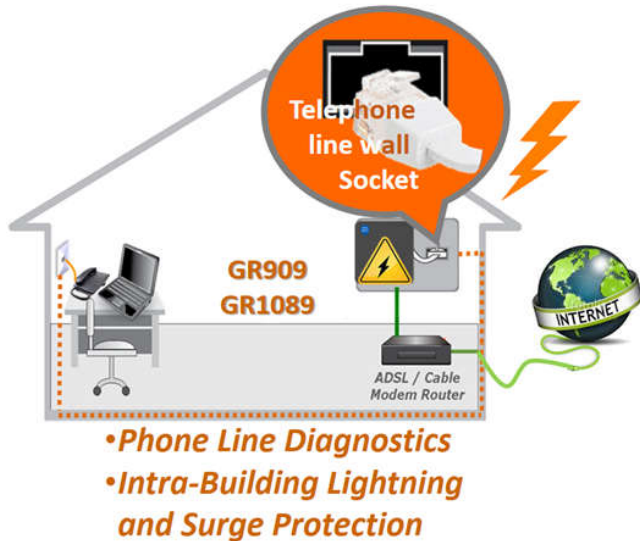 Telephone
line wall
Socket
GR909
GR1089
INTERNET
ADSL / Cable
Modem Router
•Phone Line Diagnostics
•Intra-Building Lightning
and Surge Protection